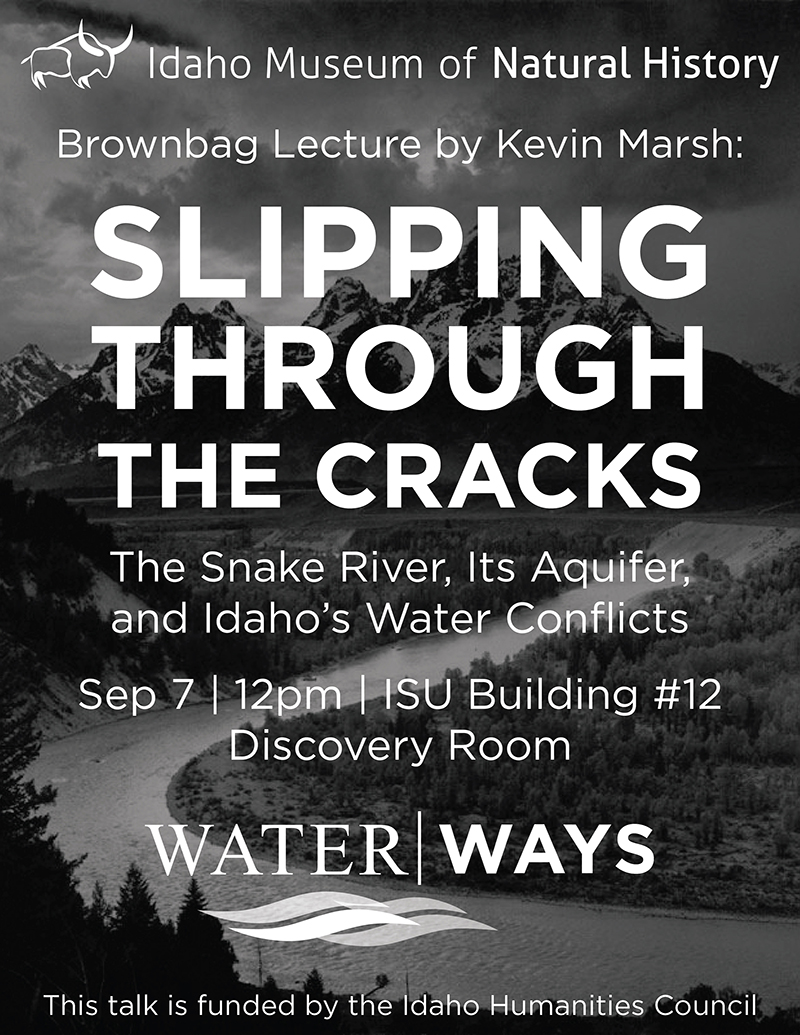 Idaho Museum of Natural History
Brownbag Lecture by Kevin Marsh:
SLIPPING
THROUGH
THE CRACKS
The Snake River, Its Aquifer,
and Idaho's Water Conflicts
Sep 7 | 12pm | ISU Building #12
Discovery Room
WATER|WAYS
This talk is funded by the Idaho Humanities Council